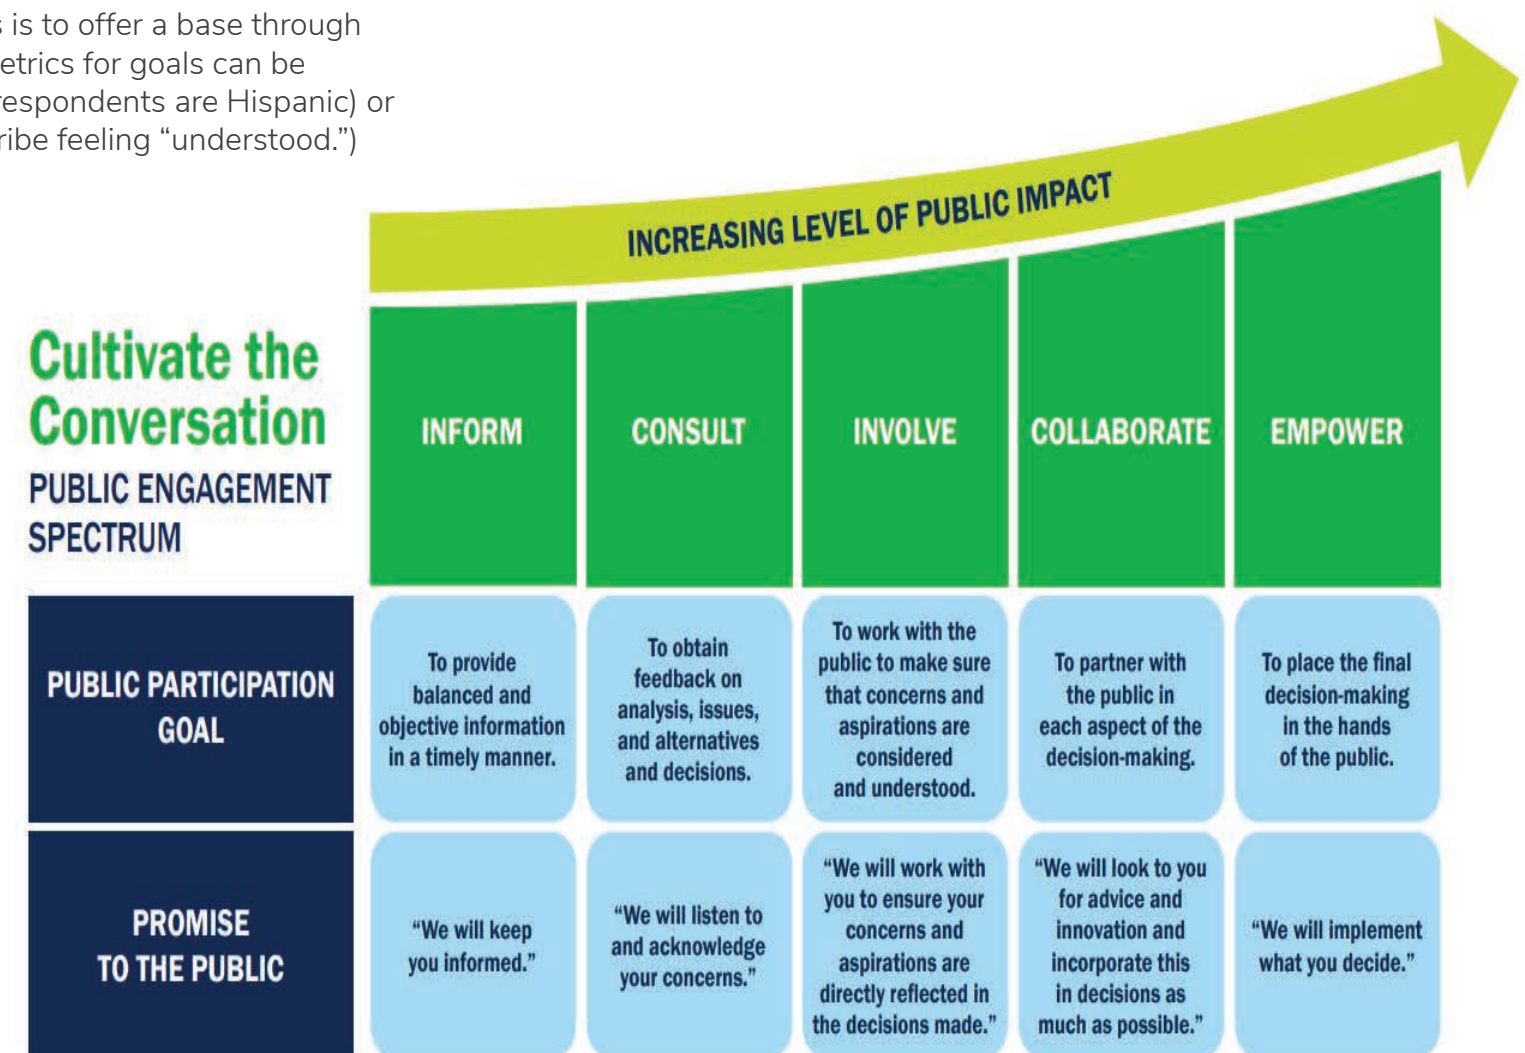 s is to offer a base through
etrics for goals can be
respondents are Hispanic) or
ribe feeling “understood.”)
INCREASING LEVEL OF PUBLIC IMPACT
Cultivate the
Conversation
PUBLIC ENGAGEMENT
SPECTRUM
INFORM
CONSULT
INVOLVE
COLLABORATE
EMPOWER
PUBLIC PARTICIPATION
GOAL
To provide
balanced and
objective information
in a timely manner.
To obtain
feedback on
analysis, issues,
and alternatives
and decisions.
To work with the
public to make sure
that concerns and
aspirations are
considered
and understood.
To partner with
the public in
each aspect of the
decision-making.
To place the final
decision-making
in the hands
of the public.
PROMISE
TO THE PUBLIC
“We will keep
you informed.”
“We will listen to
and acknowledge
your concerns.”
“We will work with
you to ensure your
concerns and
aspirations are
directly reflected in
the decisions made.”
“We will look to you
for advice and
innovation and
incorporate this
in decisions as
much as possible.”
“We will implement
what you decide.”